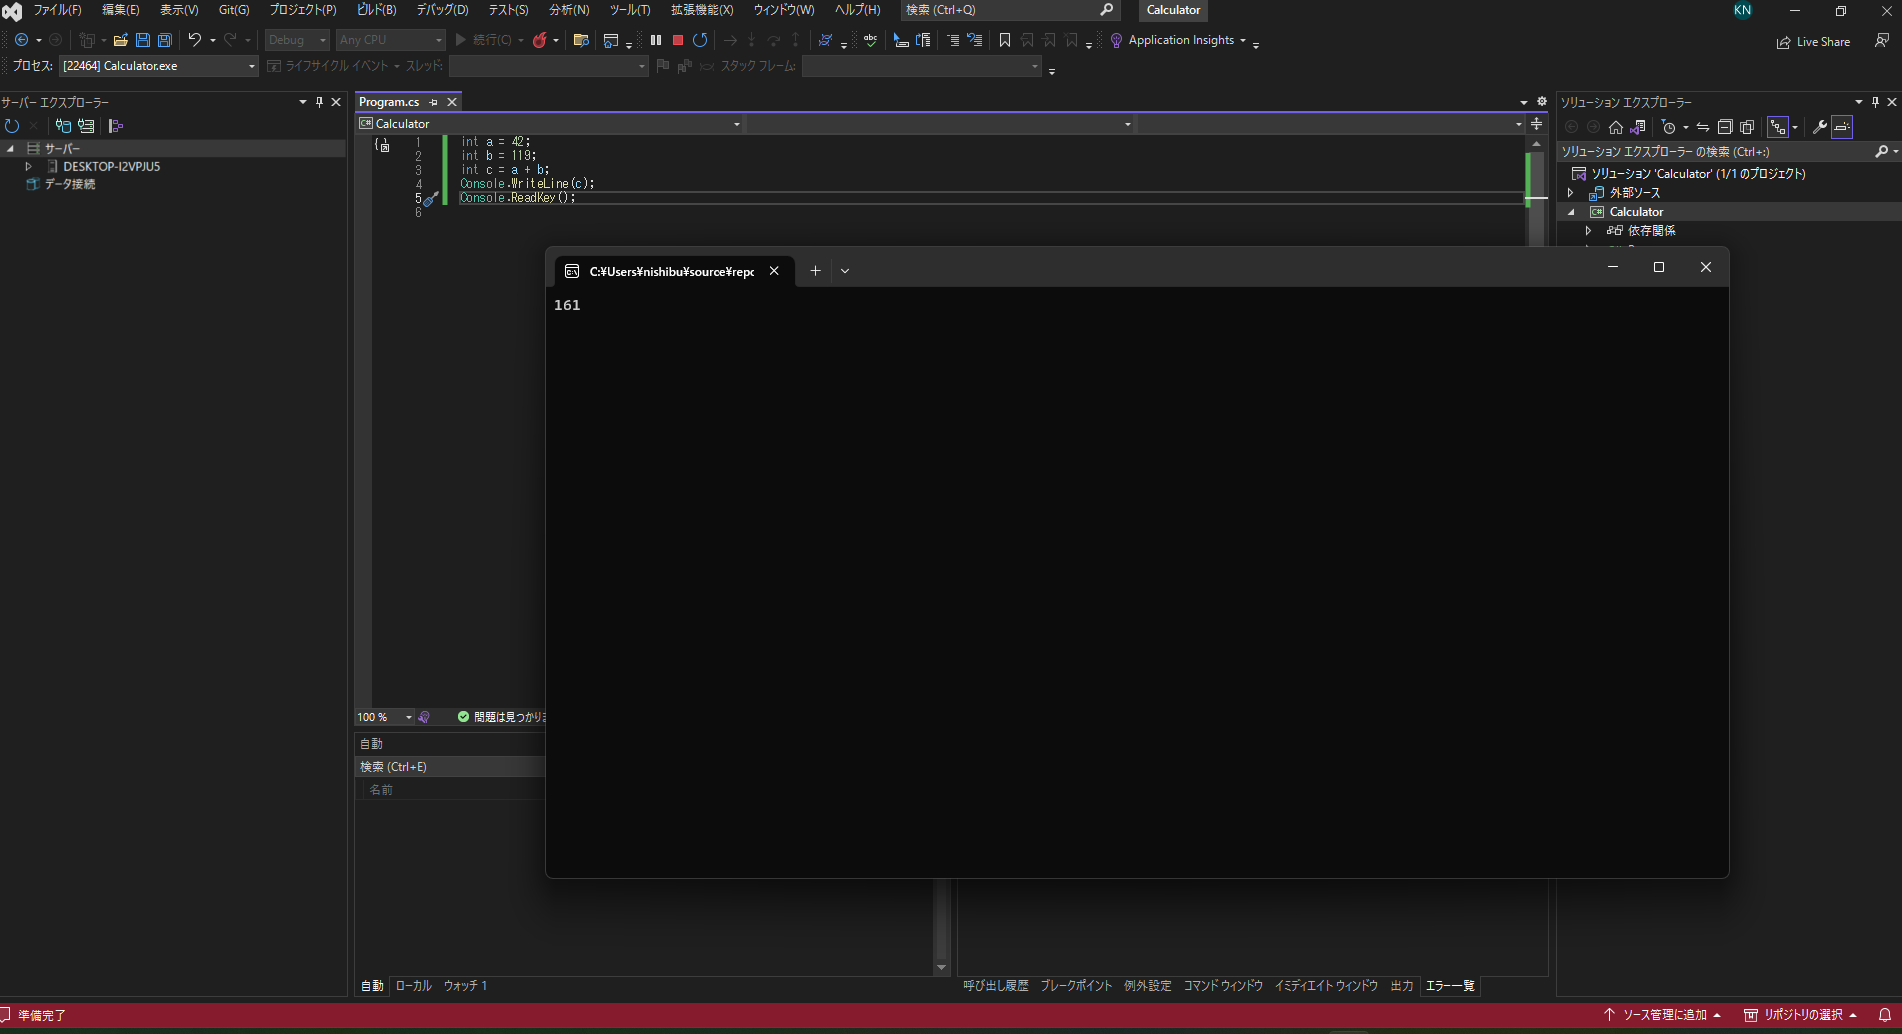 ファイル(F) 編集(E) 表示(V) Git(G) プロジェクト(P) ビルド(B) デバッグ(D) テスト(S) 分析(N) ツール(T) 拡張機能(X) ウィンドウ(W) ヘルプ(H) 検索 (Ctrl+Q) Calculator KN
Debug Any CPU 続行(C) abc Application Insights Live Share
プロセス: [22464] Calculator.exe ライフサイクル イベント スレッド: スタック フレーム:
サーバー エクスプローラー
サーバー
DESKTOP-I2VPJU5
データ接続
Program.cs
C# Calculator
1 int a = 42;
2 int b = 119;
3 int c = a + b;
4 Console.WriteLine(c);
5 Console.ReadKey();
6
C:¥Users¥nishibu¥source¥repo
161
100 % 問題は見つかりま
自動
検索 (Ctrl+E)
名前
自動 ローカル ウォッチ 1
呼び出し履歴 ブレークポイント 例外設定 コマンド ウィンドウ イミディエイト ウィンドウ 出力 エラー一覧
ソリューション エクスプローラー
ソリューション エクスプローラー の検索 (Ctrl+:)
ソリューション 'Calculator' (1/1 のプロジェクト)
外部ソース
C# Calculator
依存関係
準備完了 ソース管理に追加 リポジトリの選択